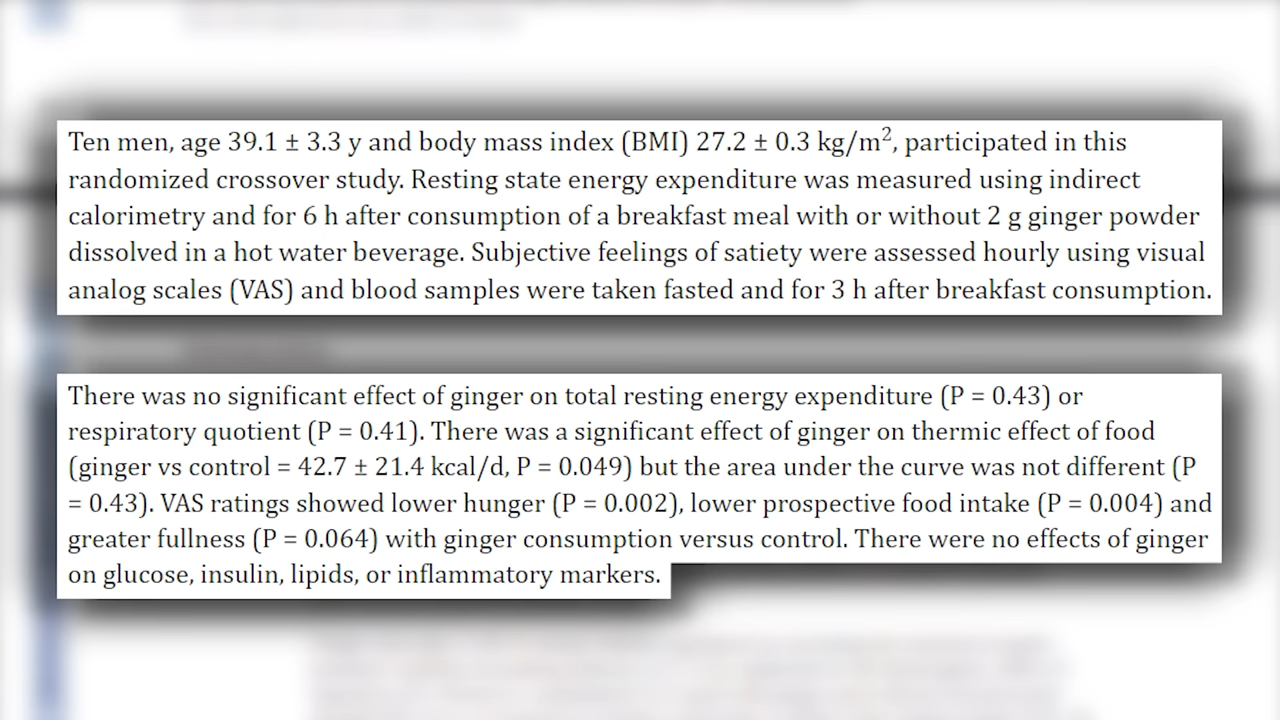 Ten men, age 39.1 ± 3.3 y and body mass index (BMI) 27.2 ± 0.3 kg/m², participated in this
randomized crossover study. Resting state energy expenditure was measured using indirect
calorimetry and for 6 h after consumption of a breakfast meal with or without 2 g ginger powder
dissolved in a hot water beverage. Subjective feelings of satiety were assessed hourly using visual
analog scales (VAS) and blood samples were taken fasted and for 3 h after breakfast consumption.
There was no significant effect of ginger on total resting energy expenditure (P = 0.43) or
respiratory quotient (P = 0.41). There was a significant effect of ginger on thermic effect of food
(ginger vs control = 42.7 ± 21.4 kcal/d, P = 0.049) but the area under the curve was not different (P
= 0.43). VAS ratings showed lower hunger (P = 0.002), lower prospective food intake (P = 0.004) and
greater fullness (P = 0.064) with ginger consumption versus control. There were no effects of ginger
on glucose, insulin, lipids, or inflammatory markers.